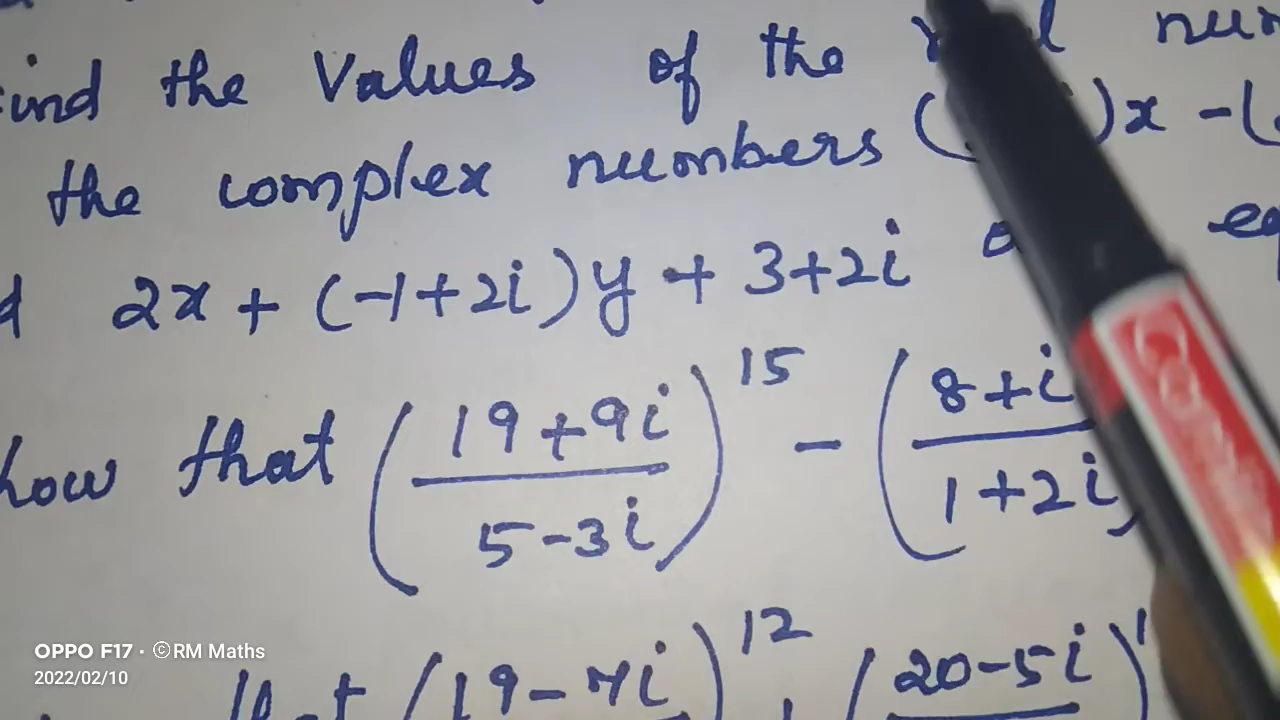 ind the Values of the
the complex numbers ( )x - (
2x + (-1+2i)y + 3+2i
how that (19+9i / 5-3i)^15 - (8+i / 1+2i
(19-7i)^12 (20-5i)
OPPO F17 · ©RM Maths
2022/02/10